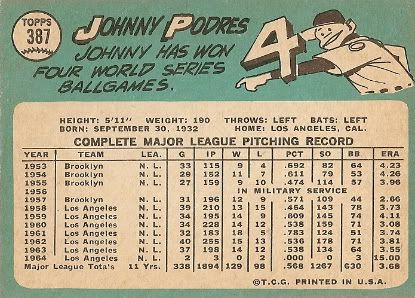 TOPPS
387
JOHNNY PODRES
JOHNNY HAS WON
FOUR WORLD SERIES
BALLGAMES.
4
HEIGHT: 5'11" WEIGHT: 190 THROWS: LEFT BATS: LEFT
BORN: SEPTEMBER 30, 1932 HOME: LOS ANGELES, CAL.
COMPLETE MAJOR LEAGUE PITCHING RECORD
YEAR TEAM LEA. G IP W L PCT SO BB ERA
1953 Brooklyn N. L. 33 115 9 4 .692 82 64 4.23
1954 Brooklyn N. L. 29 152 11 7 .611 79 53 4.26
1955 Brooklyn N. L. 27 159 9 10 .474 114 57 3.96
1956 IN MILITARY SERVICE
1957 Brooklyn N. L. 31 196 12 9 .571 109 44 2.66
1958 Los Angeles N. L. 39 210 13 15 .464 143 78 3.73
1959 Los Angeles N. L. 34 195 14 9 .609 145 74 4.11
1960 Los Angeles N. L. 34 228 14 12 .538 159 71 3.08
1961 Los Angeles N. L. 32 183 18 5 .783 124 51 3.74
1962 Los Angeles N. L. 40 255 15 13 .536 178 71 3.81
1963 Los Angeles N. L. 37 198 14 12 .538 134 64 3.55
1964 Los Angeles N. L. 2 3 0 2 .000 0 3 15.00
Major League Tota's 11 Yrs. 338 1894 129 98 .568 1267 630 3.68
©T.C.G. PRINTED IN U.S.A.